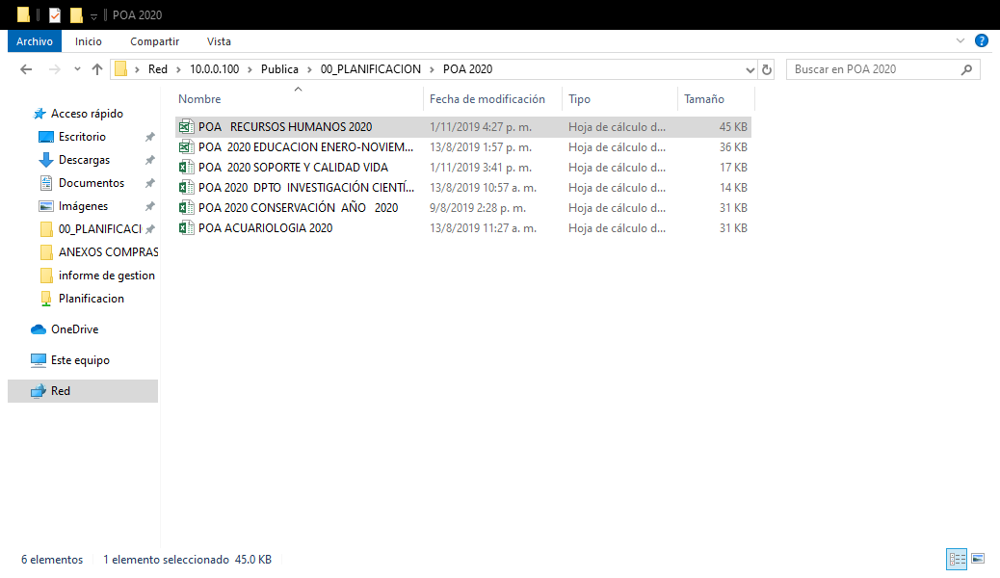 POA 2020
Archivo Inicio Compartir Vista
Red 10.0.0.100 Publica 00_PLANIFICACION POA 2020
Buscar en POA 2020
Acceso rápido
Escritorio
Descargas
Documentos
Imágenes
00_PLANIFICACI
ANEXOS COMPRAS
informe de gestion
Planificacion
OneDrive
Este equipo
Red
Nombre Fecha de modificación Tipo Tamaño
POA RECURSOS HUMANOS 2020 1/11/2019 4:27 p. m. Hoja de cálculo d... 45 KB
POA 2020 EDUCACION ENERO-NOVIEM... 13/8/2019 1:57 p. m. Hoja de cálculo d... 36 KB
POA 2020 SOPORTE Y CALIDAD VIDA 1/11/2019 3:41 p. m. Hoja de cálculo d... 17 KB
POA 2020 DPTO INVESTIGACIÓN CIENTÍ... 13/8/2019 10:57 a. m. Hoja de cálculo d... 14 KB
POA 2020 CONSERVACIÓN AÑO 2020 9/8/2019 2:28 p. m. Hoja de cálculo d... 31 KB
POA ACUARIOLOGIA 2020 13/8/2019 11:27 a. m. Hoja de cálculo d... 31 KB
6 elementos 1 elemento seleccionado 45.0 KB